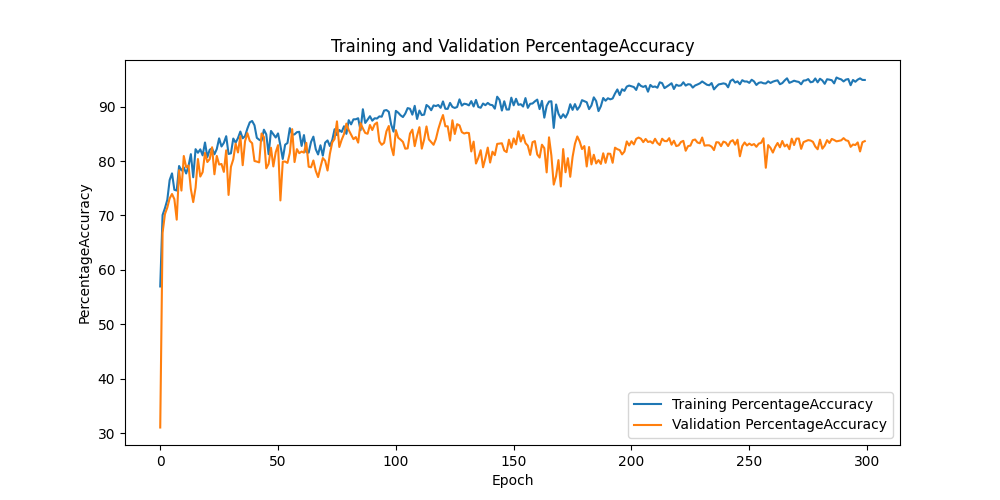 Training and Validation PercentageAccuracy
PercentageAccuracy
90
80
70
60
50
40
30
0 50 100 150 200 250 300
Epoch
Training PercentageAccuracy
Validation PercentageAccuracy